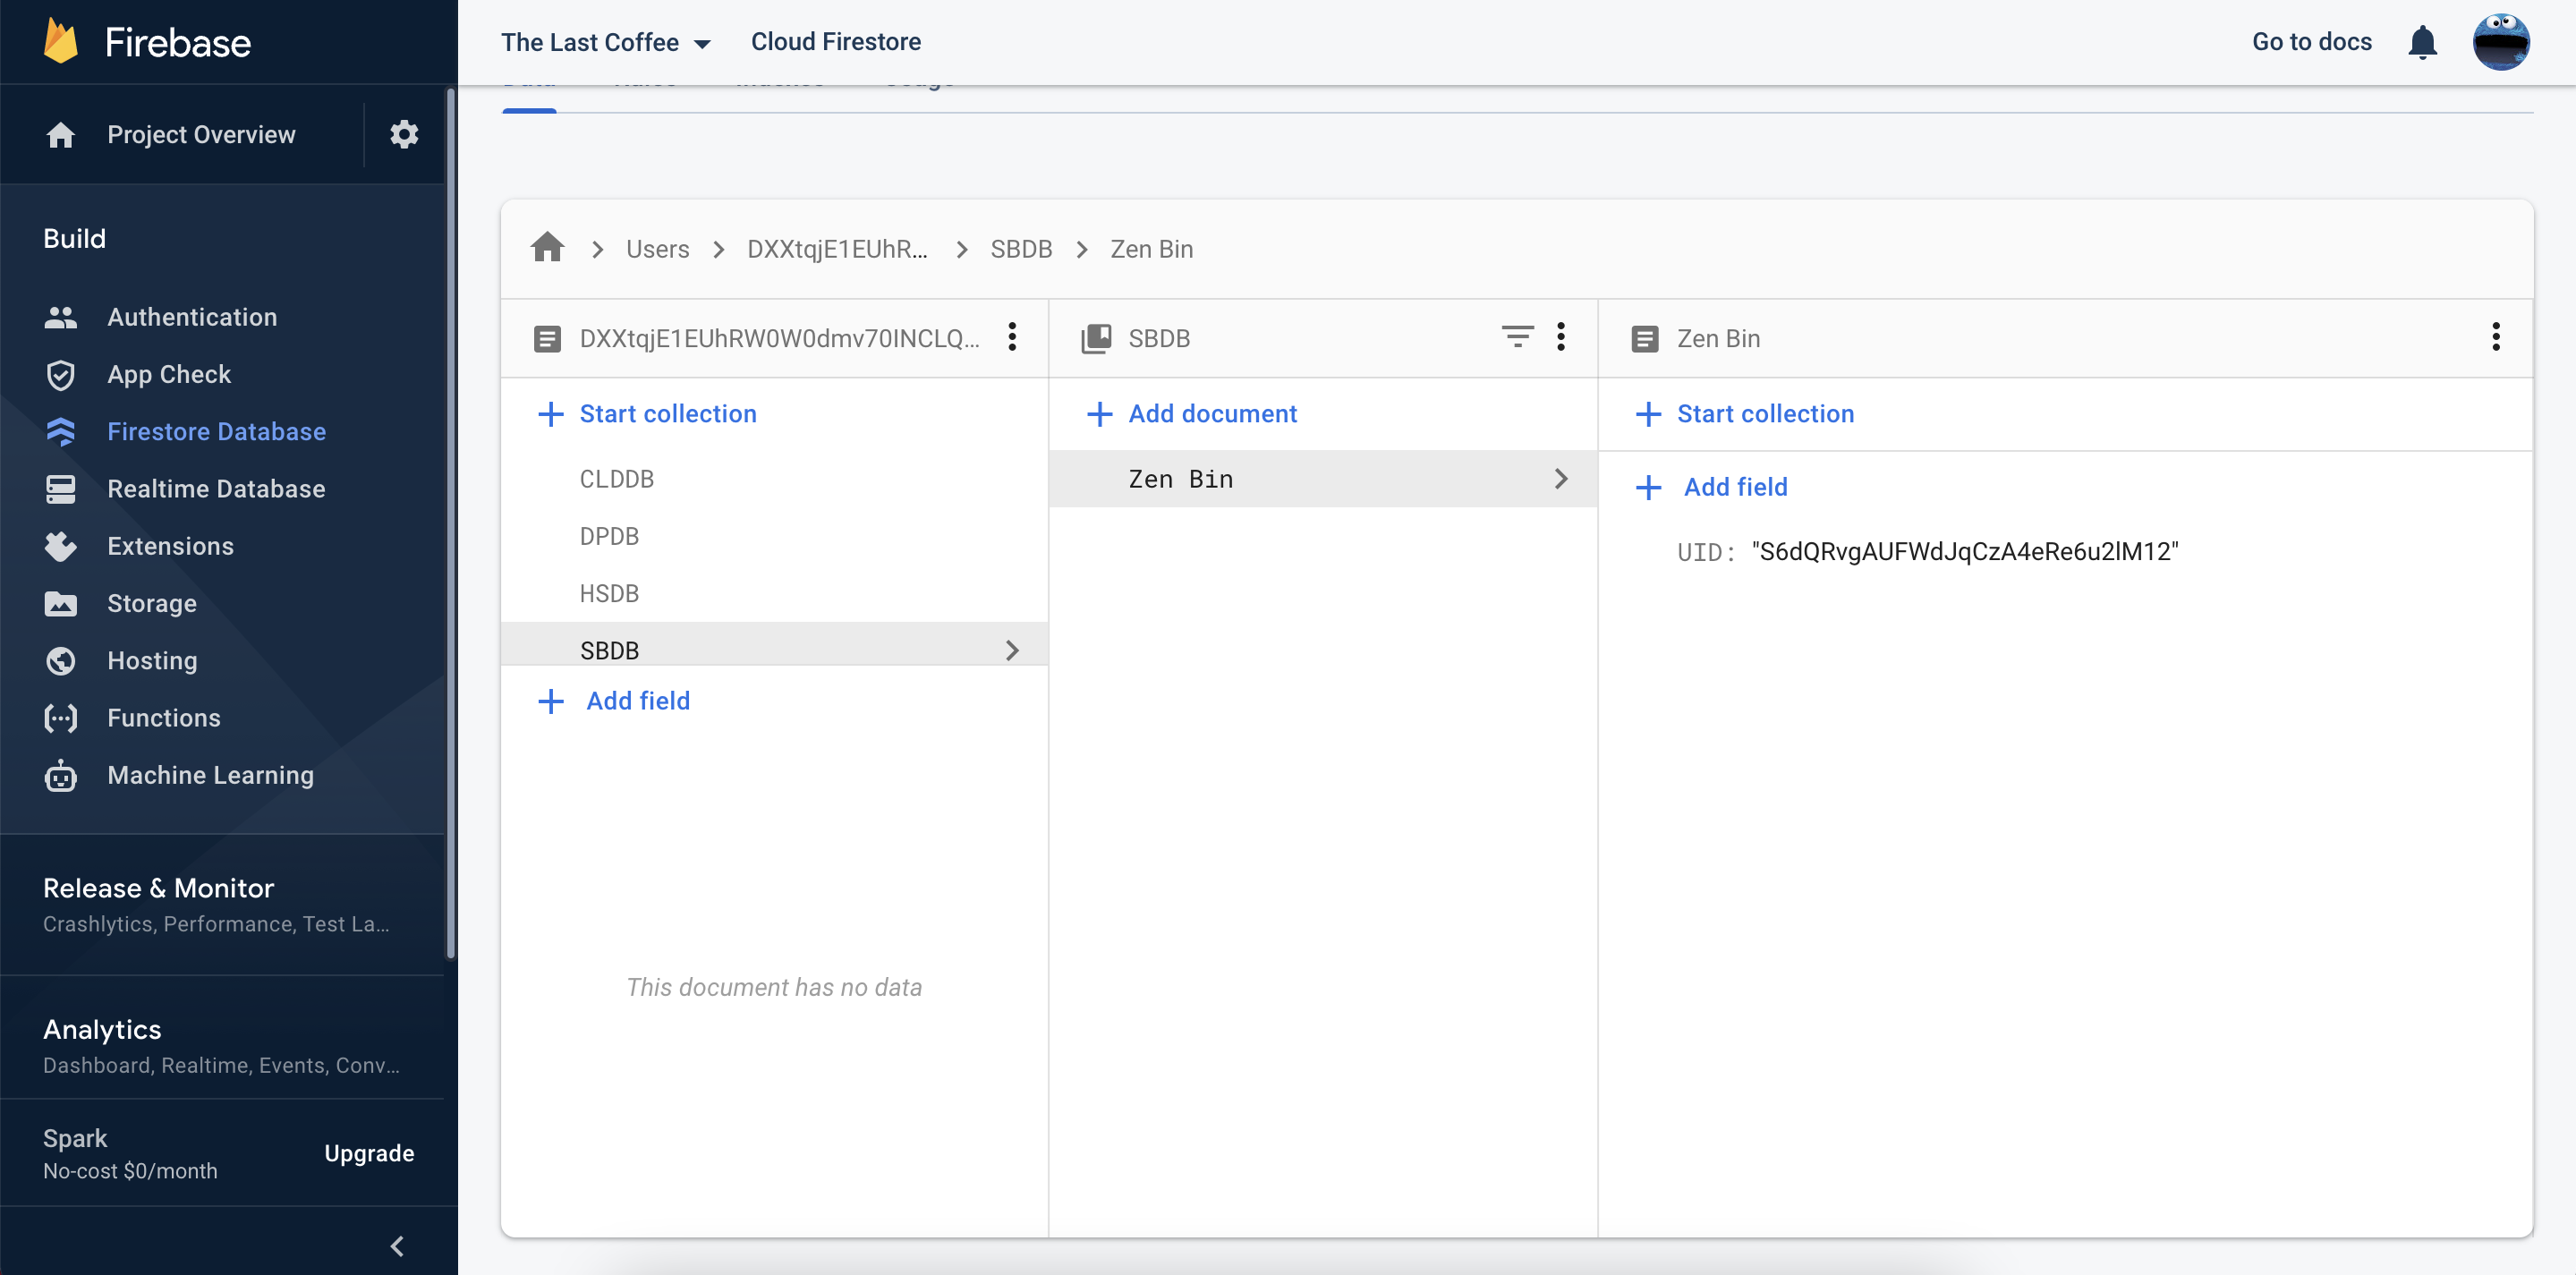 Firebase
Project Overview
Build
Authentication
App Check
Firestore Database
Realtime Database
Extensions
Storage
Hosting
Functions
Machine Learning
Release & Monitor
Crashlytics, Performance, Test La...
Analytics
Dashboard, Realtime, Events, Conv...
Spark
No-cost $0/month
Upgrade
The Last Coffee
Cloud Firestore
Go to docs
Users
DXXtqjE1EUhR...
SBDB
Zen Bin
DXXtqjE1EUhRW0W0dmv70INCLQ...
Start collection
CLDDB
DPDB
HSDB
SBDB
Add field
This document has no data
SBDB
Add document
Zen Bin
Zen Bin
Start collection
Add field
UID: "S6dQRvgAUFWdJqCzA4eRe6u2lM12"